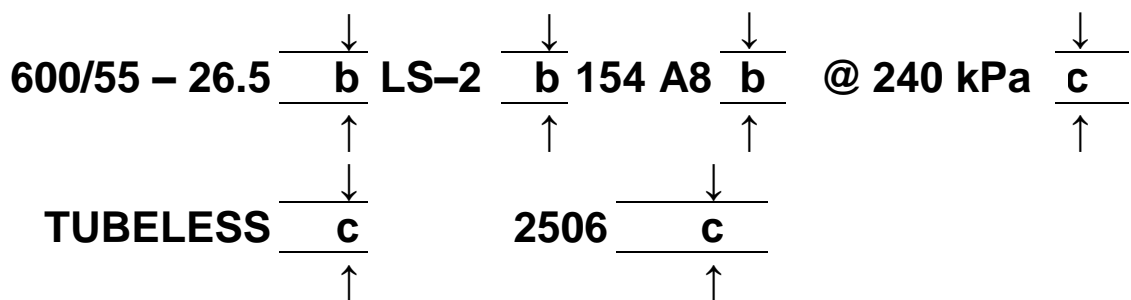 600/55 – 26.5 b LS–2 b 154 A8 b @ 240 kPa c
TUBELESS c 2506 c